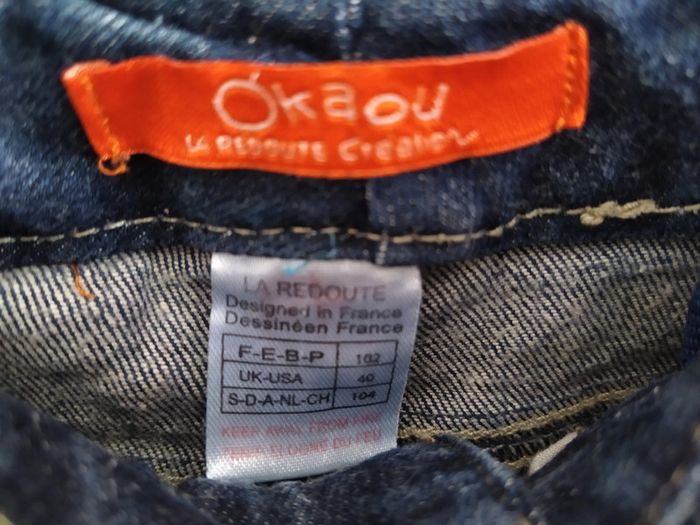 Okaou
LA REDOUTE Création
LA REDOUTE
Designed in France
Dessinéen France
F-E-B-P 102
UK-USA 40
S-D-A-NL-CH 104
KEEP AWAY FROM FIRE
TENIR ELOIGNE DU FEU